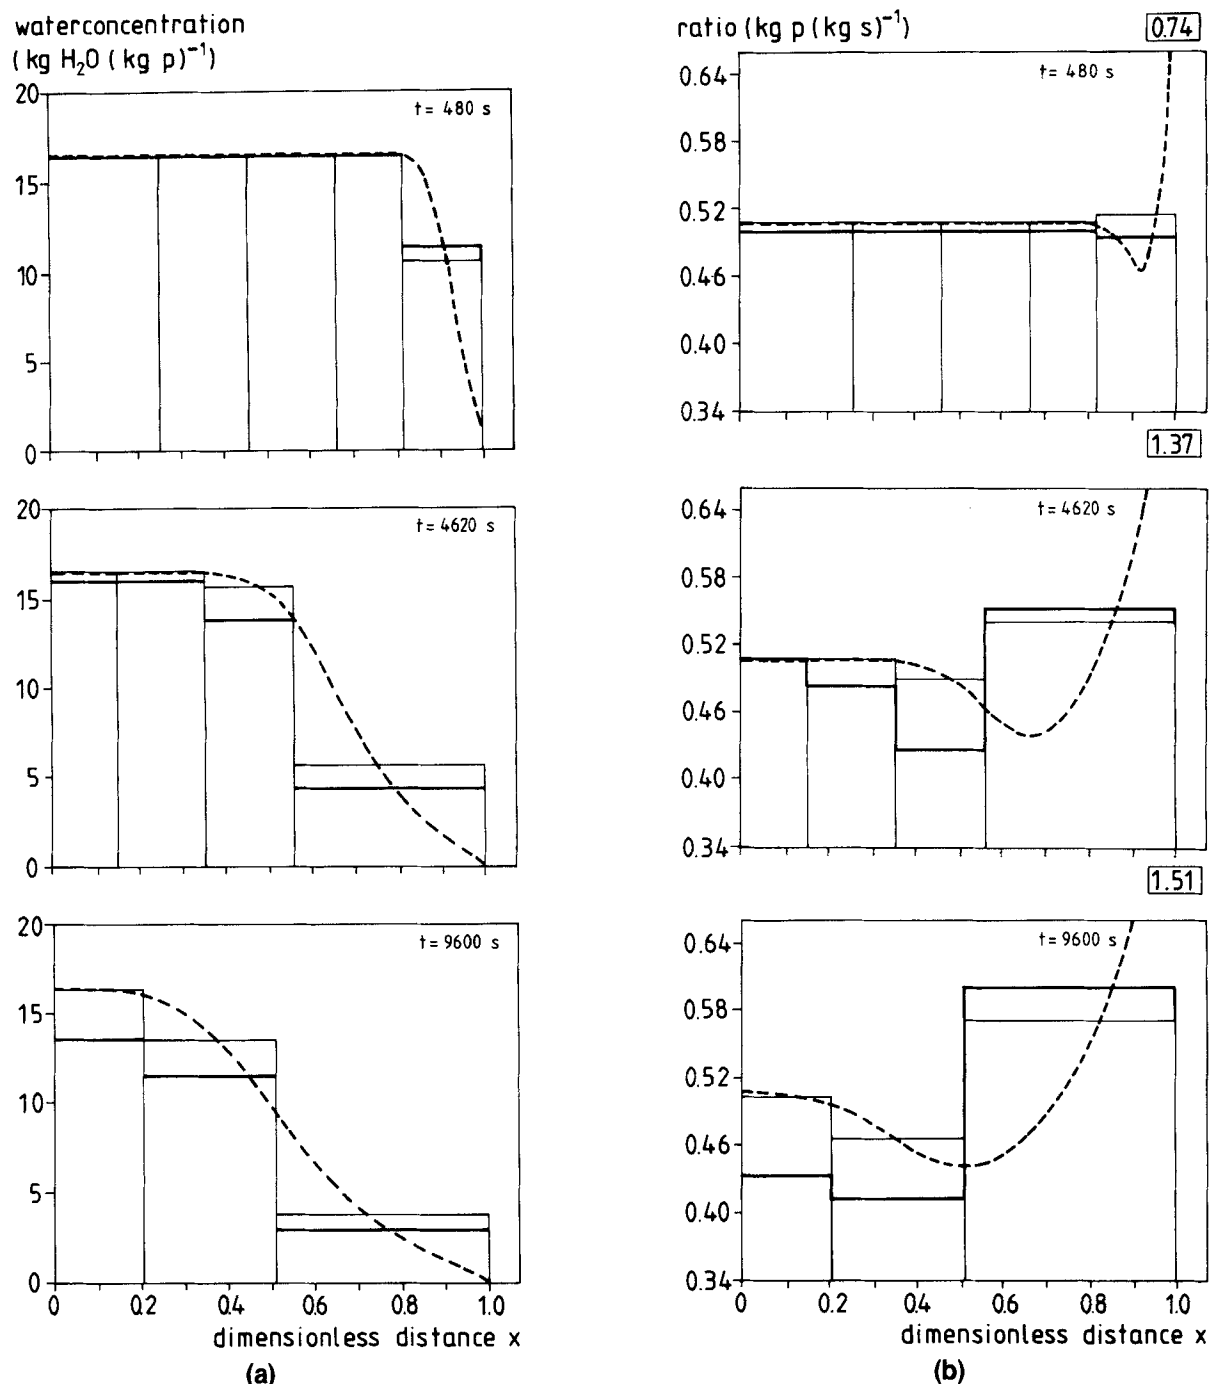 waterconcentration
(kg H₂O (kg p)⁻¹)
20
15
10
5
0
t= 480 s
20
15
10
5
0
t= 4620 s
20
15
10
5
0
t= 9600 s
0 0.2 0.4 0.6 0.8 1.0
dimensionless distance x
(a)
ratio (kg p (kg s)⁻¹)
0.74
0.64
0.58
0.52
0.46
0.40
0.34
t= 480 s
1.37
0.64
0.58
0.52
0.46
0.40
0.34
t= 4620 s
1.51
0.64
0.58
0.52
0.46
0.40
0.34
t= 9600 s
0 0.2 0.4 0.6 0.8 1.0
dimensionless distance x
(b)